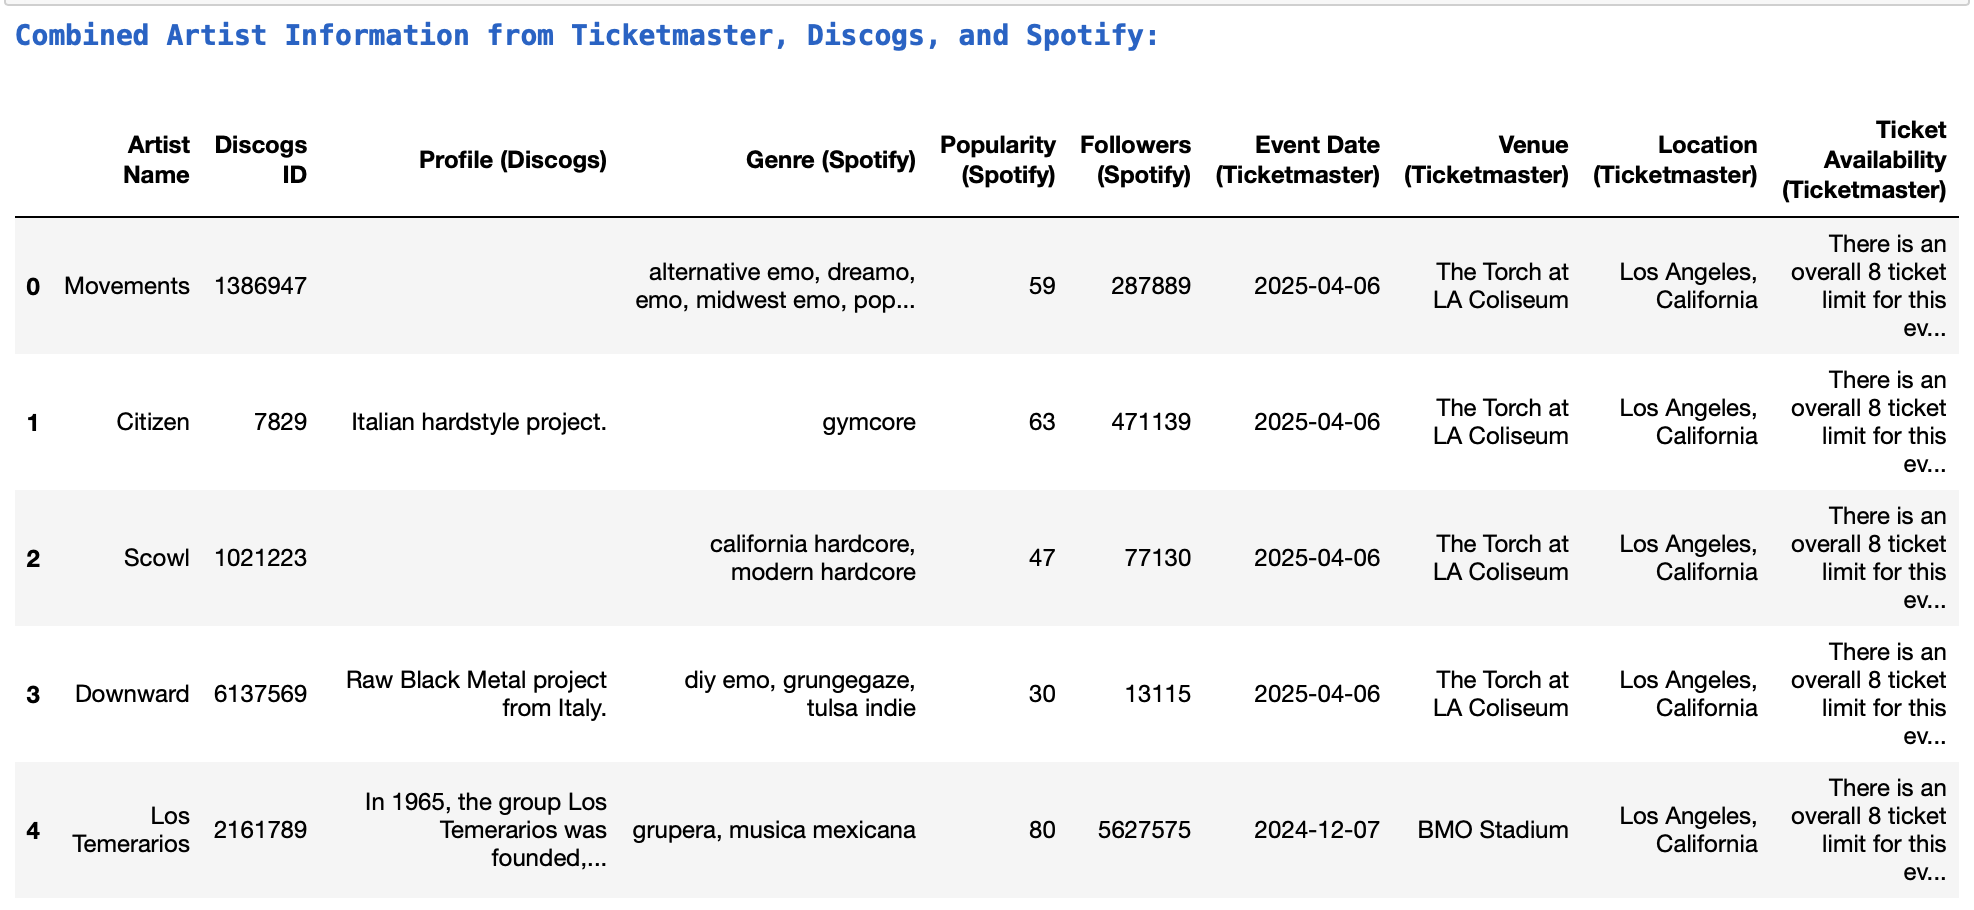 Combined Artist Information from Ticketmaster, Discogs, and Spotify:
Artist Name Discogs ID Profile (Discogs) Genre (Spotify) Popularity (Spotify) Followers (Spotify) Event Date (Ticketmaster) Venue (Ticketmaster) Location (Ticketmaster) Ticket Availability (Ticketmaster)
0 Movements 1386947 alternative emo, dreamo, emo, midwest emo, pop... 59 287889 2025-04-06 The Torch at LA Coliseum Los Angeles, California There is an overall 8 ticket limit for this ev...
1 Citizen 7829 Italian hardstyle project. gymcore 63 471139 2025-04-06 The Torch at LA Coliseum Los Angeles, California There is an overall 8 ticket limit for this ev...
2 Scowl 1021223 california hardcore, modern hardcore 47 77130 2025-04-06 The Torch at LA Coliseum Los Angeles, California There is an overall 8 ticket limit for this ev...
3 Downward 6137569 Raw Black Metal project from Italy. diy emo, grungegaze, tulsa indie 30 13115 2025-04-06 The Torch at LA Coliseum Los Angeles, California There is an overall 8 ticket limit for this ev...
4 Los Temerarios 2161789 In 1965, the group Los Temerarios was founded,... grupera, musica mexicana 80 5627575 2024-12-07 BMO Stadium Los Angeles, California There is an overall 8 ticket limit for this ev...